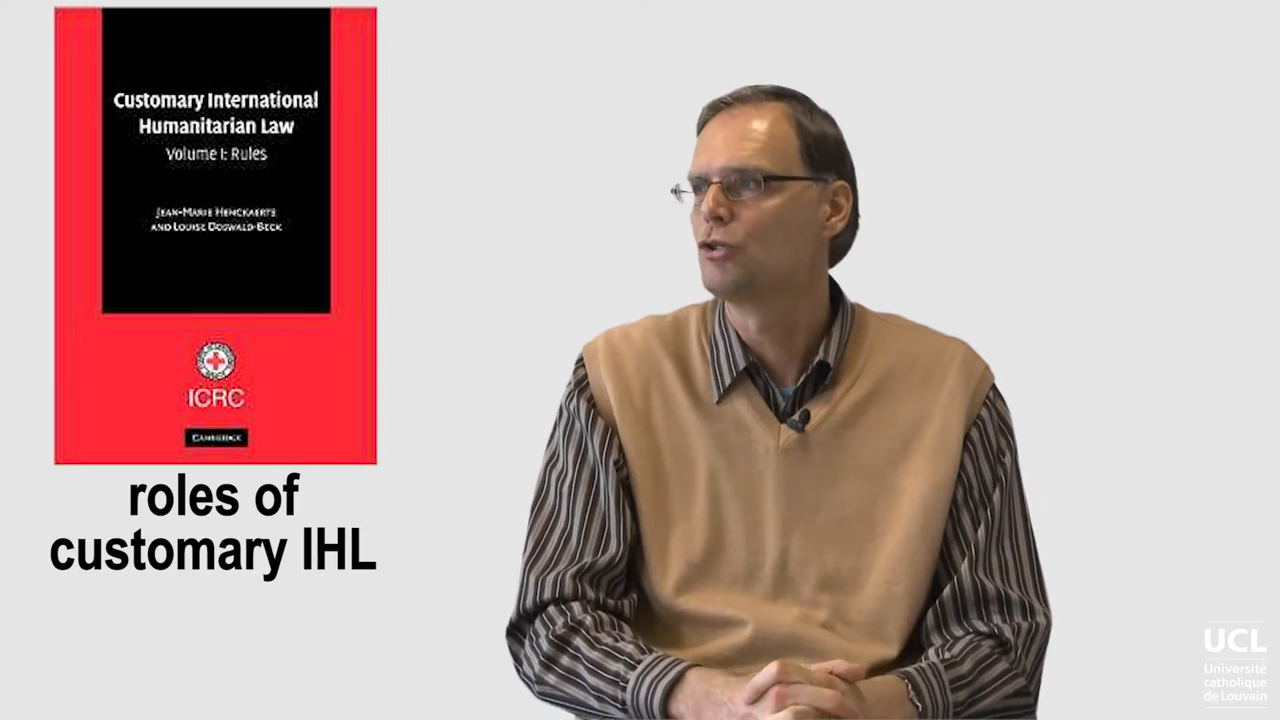 Customary International
Humanitarian Law
Volume I: Rules
JEAN-MARIE HENCKAERTS
AND LOUISE DOSWALD-BECK
ICRC
CAMBRIDGE
roles of
customary IHL
UCL
Université
catholique
de Louvain